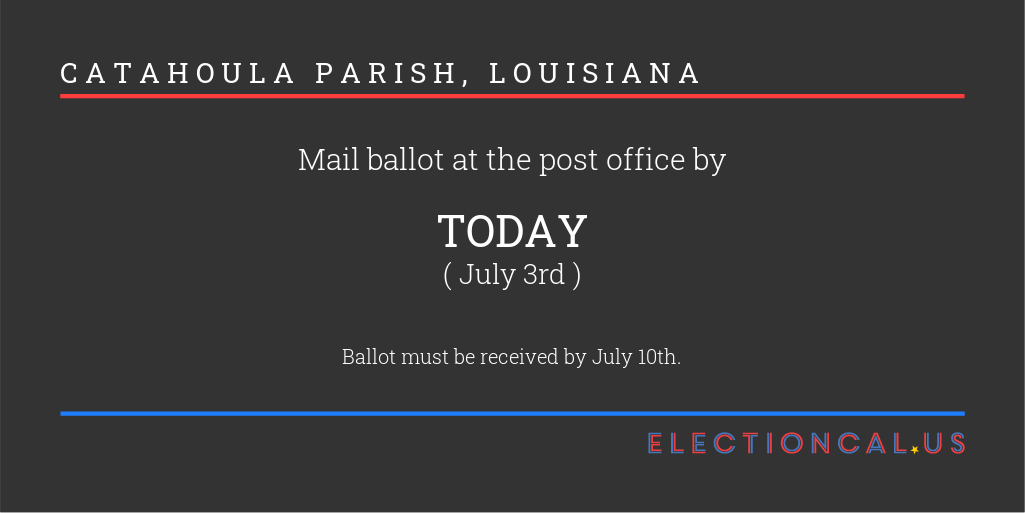 CATAHOULA PARISH, LOUISIANA
Mail ballot at the post office by
TODAY
( July 3rd )
Ballot must be received by July 10th.
ELECTIONCAL.US